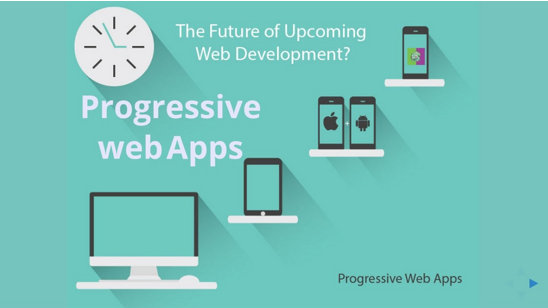 The Future of Upcoming
Web Development?
Progressive
web Apps
Progressive Web Apps